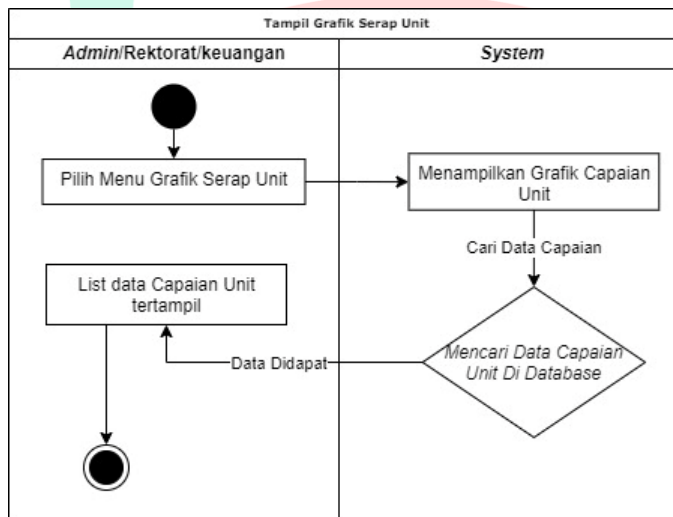 Tampil Grafik Serap Unit
Admin/Rektorat/keuangan
System
Pilih Menu Grafik Serap Unit
Menampilkan Grafik Capaian
Unit
Cari Data Capaian
Mencari Data Capaian
Unit Di Database
Data Didapat
List data Capaian Unit
tertampil